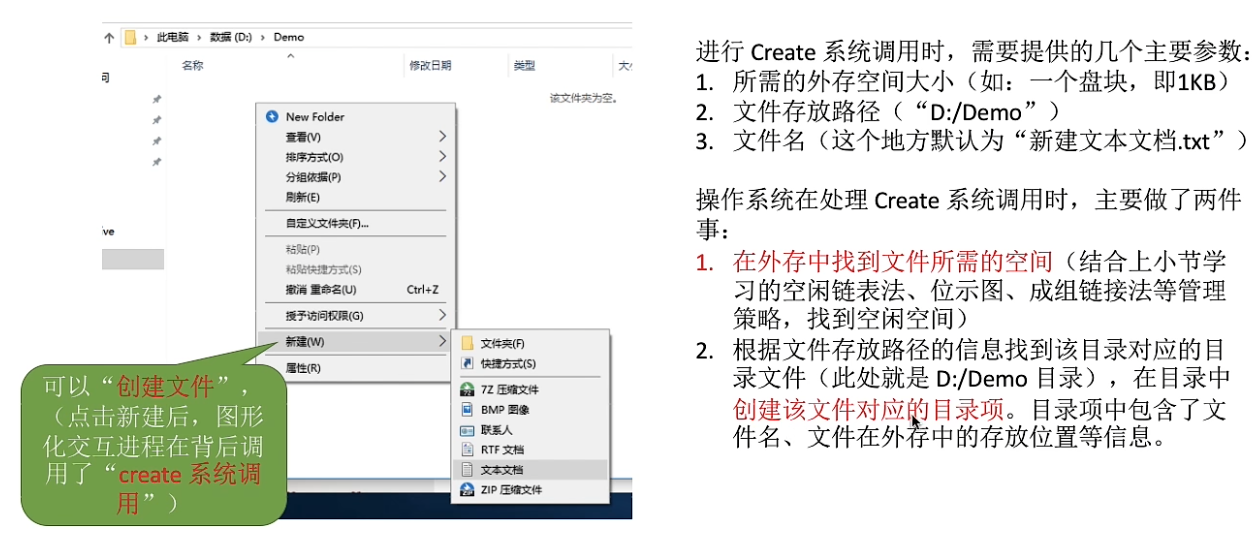 此电脑 › 数据 (D:) › Demo
名称
修改日期
类型
该文件夹为空。
New Folder
查看(V)
排序方式(O)
分组依据(P)
刷新(E)
自定义文件夹(F)...
粘贴(P)
粘贴快捷方式(S)
撤消 重命名(U) Ctrl+Z
授予访问权限(G)
新建(W)
属性(R)
文件夹(F)
快捷方式(S)
7Z 压缩文件
BMP 图像
联系人
RTF 文档
文本文档
ZIP 压缩文件
可以“创建文件”,
（点击新建后，图形
化交互进程在背后调
用了“create 系统调
用”）
进行 Create 系统调用时，需要提供的几个主要参数：
1. 所需的外存空间大小（如：一个盘块，即1KB）
2. 文件存放路径（“D:/Demo”）
3. 文件名（这个地方默认为“新建文本文档.txt”）
操作系统在处理 Create 系统调用时，主要做了两件
事：
1. 在外存中找到文件所需的空间（结合上小节学
习的空闲链表法、位示图、成组链接法等管理
策略，找到空闲空间）
2. 根据文件存放路径的信息找到该目录对应的目
录文件（此处就是 D:/Demo 目录），在目录中
创建该文件对应的目录项。目录项中包含了文
件名、文件在外存中的存放位置等信息。